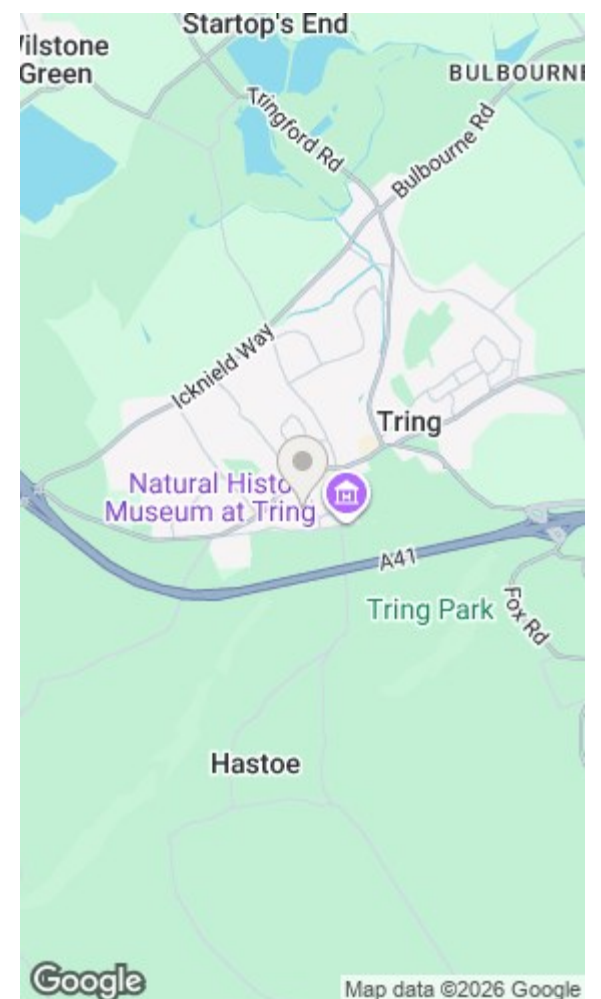 Startop's End
Vilstone
Green
BULBOURNE
Tringford Rd
Bulbourne Rd
Icknield Way
Tring
Natural Histo
Museum at Tring
A41
Tring Park
Fox Rd
Hastoe
Google
Map data ©2026 Google